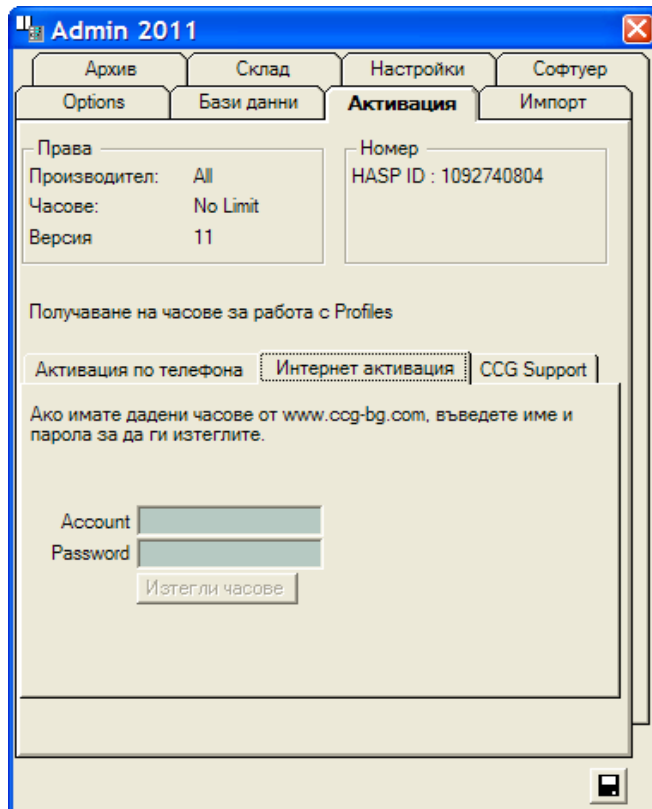 Admin 2011
Архив Склад Настройки Софтуер
Options Бази данни Активация Импорт
Права
Производител: All
Часове: No Limit
Версия 11
Номер
HASP ID : 1092740804
Получаване на часове за работа с Profiles
Активация по телефона Интернет активация CCG Support
Ако имате дадени часове от www.ccg-bg.com, въведете име и
парола за да ги изтеглите.
Account
Password
Изтегли часове